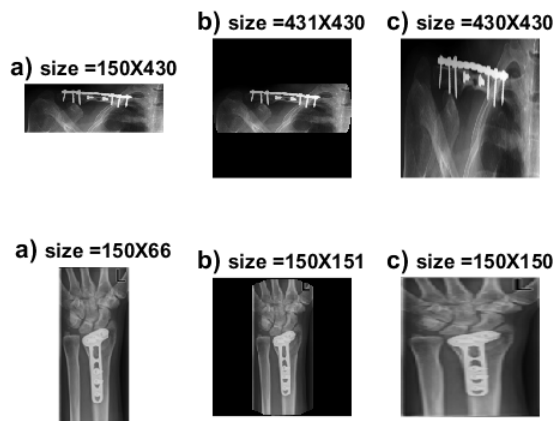 a) size =150X430
b) size =431X430
c) size =430X430
a) size =150X66
b) size =150X151
c) size =150X150
L
L
L